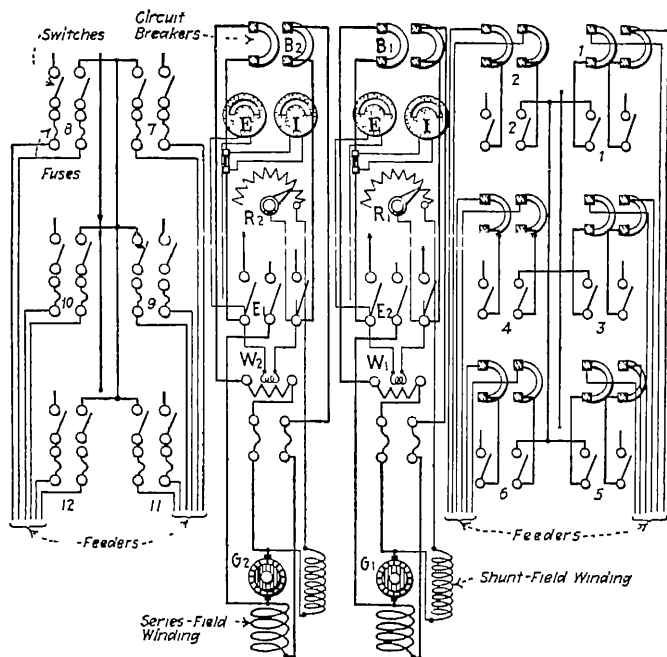 Switches
Circuit
Breakers
B2
B1
1
2
E
I
E
I
8
7
2
1
Fuses
R2
R1
10
9
E1
E2
4
3
W2
W1
12
11
6
5
Feeders
Feeders
G2
G1
Shunt-Field Winding
Series-Field
Winding